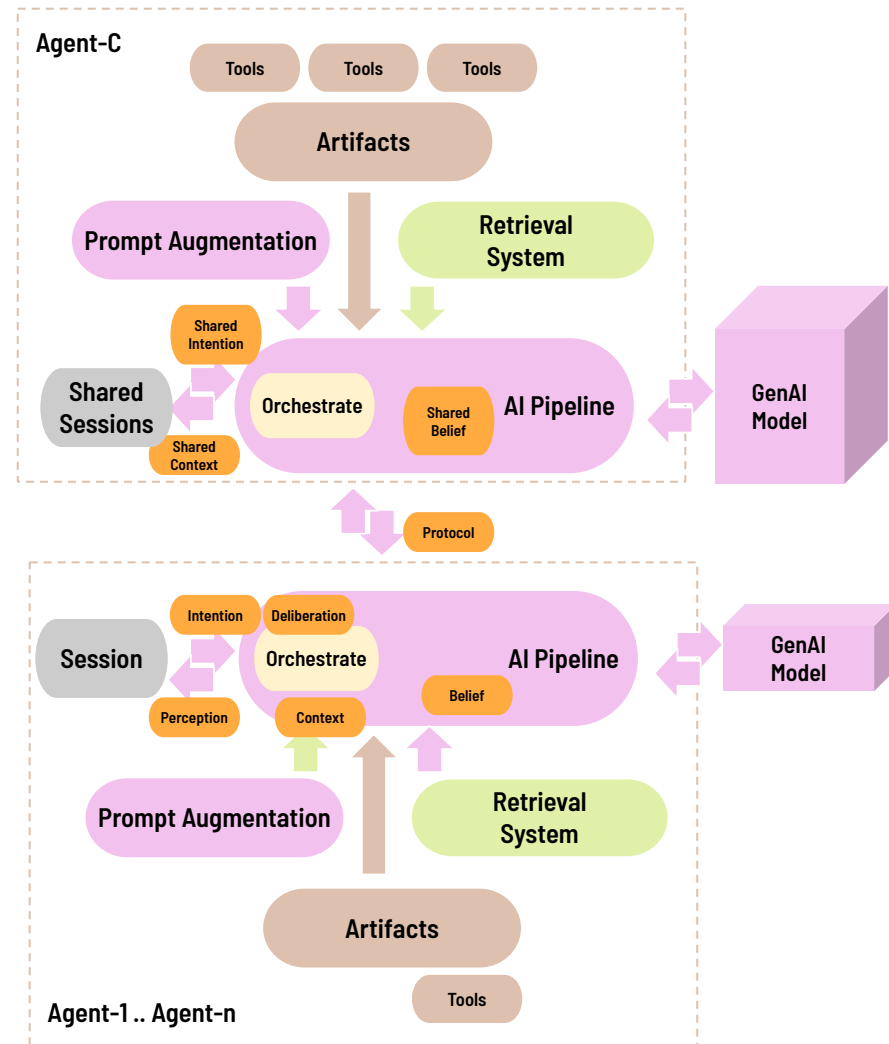 Agent-C
Tools
Tools
Tools
Artifacts
Prompt Augmentation
Retrieval
System
Shared
Intention
Shared
Sessions
Shared
Context
Orchestrate
Shared
Belief
AI Pipeline
GenAI
Model
Protocol
Intention
Deliberation
Session
Orchestrate
AI Pipeline
GenAI
Model
Belief
Perception
Context
Prompt Augmentation
Retrieval
System
Artifacts
Tools
Agent-1 .. Agent-n